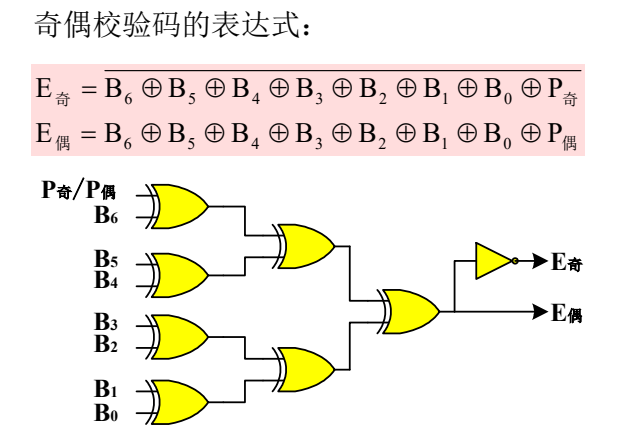 奇偶校验码的表达式：
E奇 = B6 ⊕ B5 ⊕ B4 ⊕ B3 ⊕ B2 ⊕ B1 ⊕ B0 ⊕ P奇
E偶 = B6 ⊕ B5 ⊕ B4 ⊕ B3 ⊕ B2 ⊕ B1 ⊕ B0 ⊕ P偶
P奇/P偶
B6
B5
B4
B3
B2
B1
B0
E奇
E偶